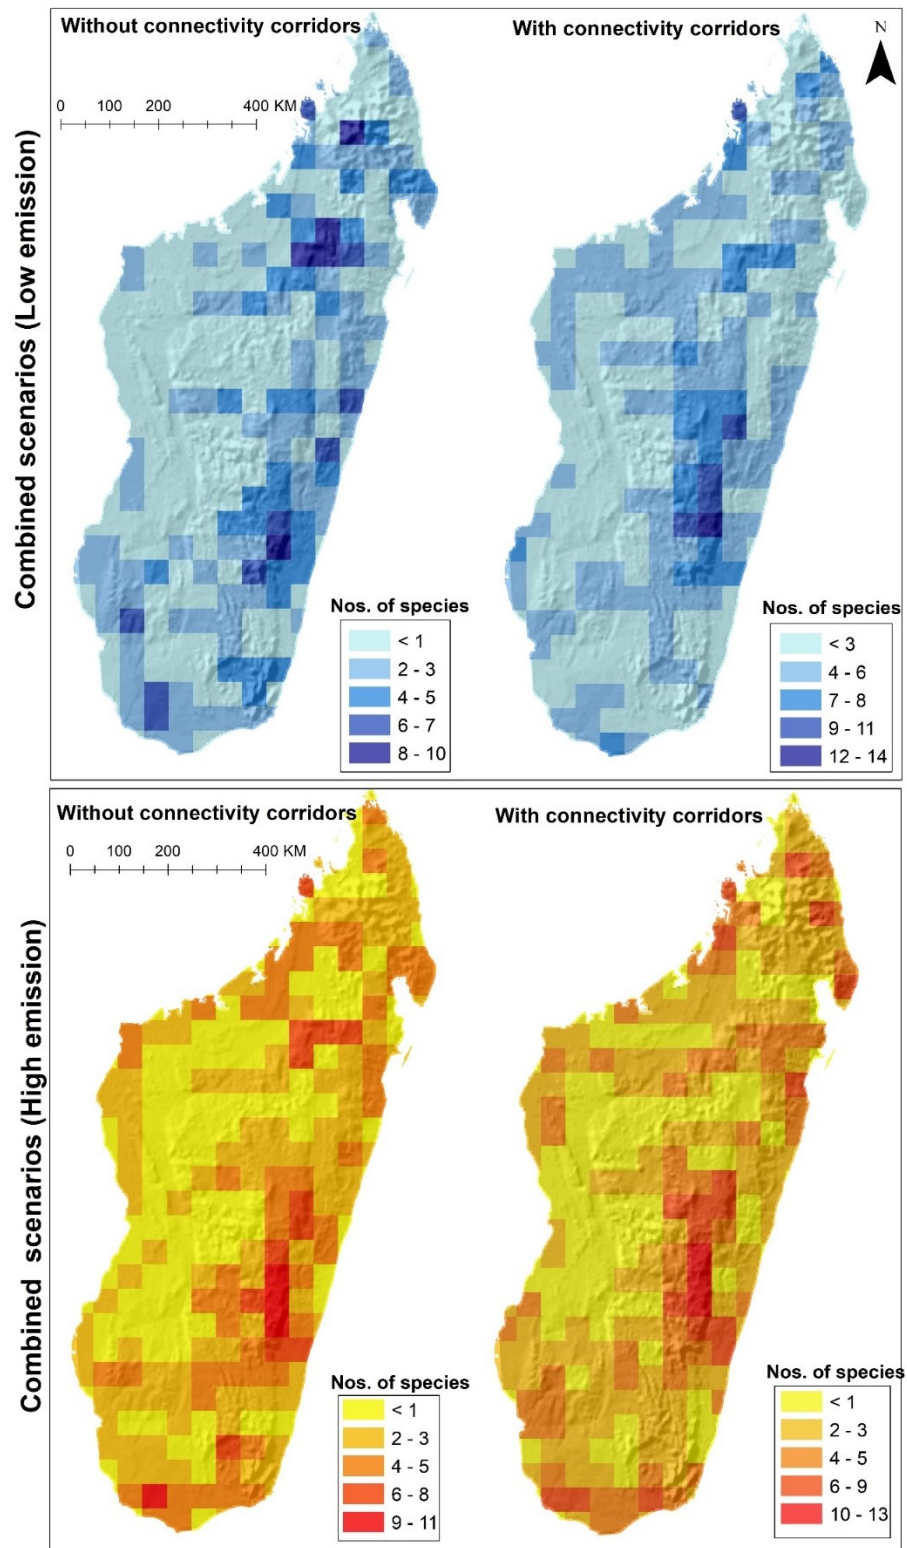 Without connectivity corridors
With connectivity corridors
N
0 100 200 400 KM
Combined scenarios (Low emission)
Nos. of species
< 1
2 - 3
4 - 5
6 - 7
8 - 10
Nos. of species
< 3
4 - 6
7 - 8
9 - 11
12 - 14
Without connectivity corridors
With connectivity corridors
0 100 200 400 KM
Combined scenarios (High emission)
Nos. of species
< 1
2 - 3
4 - 5
6 - 8
9 - 11
Nos. of species
< 1
2 - 3
4 - 5
6 - 9
10 - 13